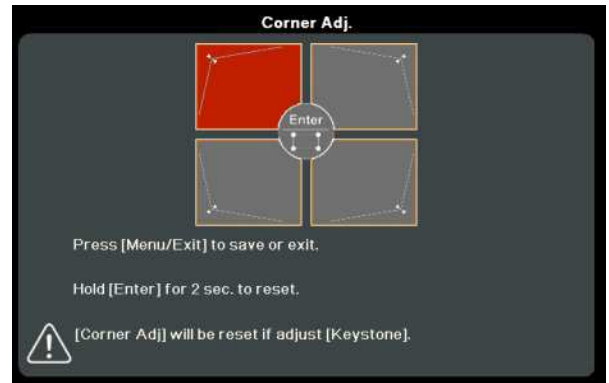 Corner Adj.
Enter
Press [Menu/Exit] to save or exit.
Hold [Enter] for 2 sec. to reset.
[Corner Adj] will be reset if adjust [Keystone].